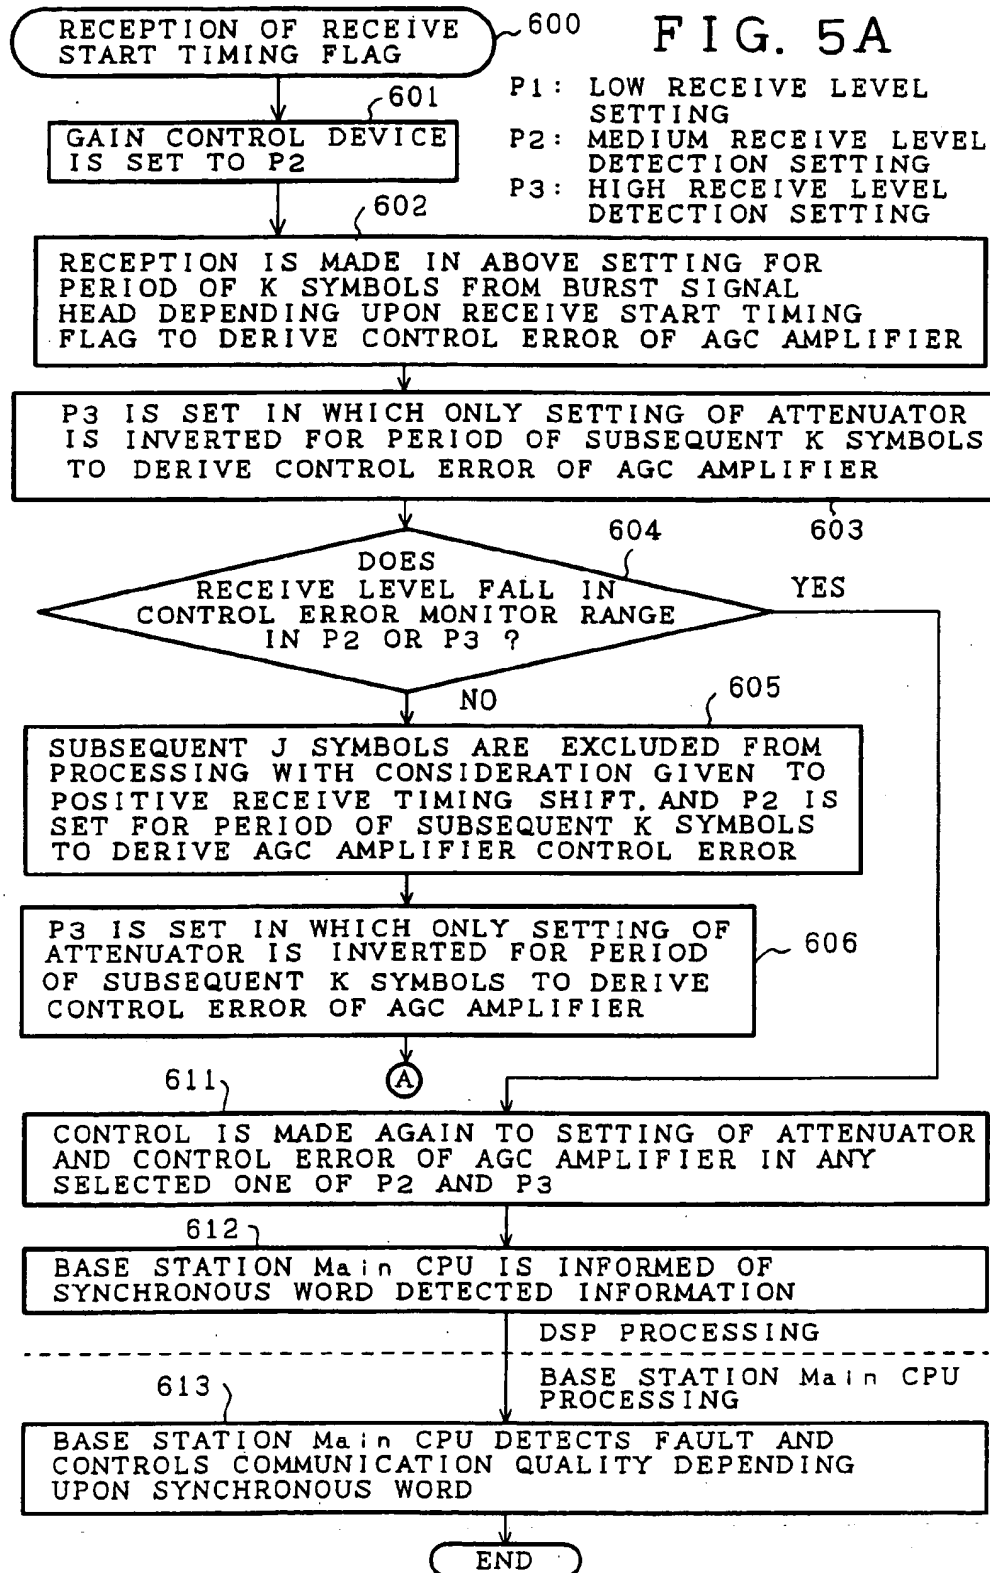 FIG. 5A
RECEPTION OF RECEIVE
START TIMING FLAG
600
P1: LOW RECEIVE LEVEL
SETTING
P2: MEDIUM RECEIVE LEVEL
DETECTION SETTING
P3: HIGH RECEIVE LEVEL
DETECTION SETTING
601
GAIN CONTROL DEVICE
IS SET TO P2
602
RECEPTION IS MADE IN ABOVE SETTING FOR
PERIOD OF K SYMBOLS FROM BURST SIGNAL
HEAD DEPENDING UPON RECEIVE START TIMING
FLAG TO DERIVE CONTROL ERROR OF AGC AMPLIFIER
P3 IS SET IN WHICH ONLY SETTING OF ATTENUATOR
IS INVERTED FOR PERIOD OF SUBSEQUENT K SYMBOLS
TO DERIVE CONTROL ERROR OF AGC AMPLIFIER
603
604
DOES
RECEIVE LEVEL FALL IN
CONTROL ERROR MONITOR RANGE
IN P2 OR P3 ?
YES
NO
605
SUBSEQUENT J SYMBOLS ARE EXCLUDED FROM
PROCESSING WITH CONSIDERATION GIVEN TO
POSITIVE RECEIVE TIMING SHIFT, AND P2 IS
SET FOR PERIOD OF SUBSEQUENT K SYMBOLS
TO DERIVE AGC AMPLIFIER CONTROL ERROR
P3 IS SET IN WHICH ONLY SETTING OF
ATTENUATOR IS INVERTED FOR PERIOD
OF SUBSEQUENT K SYMBOLS TO DERIVE
CONTROL ERROR OF AGC AMPLIFIER
606
A
611
CONTROL IS MADE AGAIN TO SETTING OF ATTENUATOR
AND CONTROL ERROR OF AGC AMPLIFIER IN ANY
SELECTED ONE OF P2 AND P3
612
BASE STATION Main CPU IS INFORMED OF
SYNCHRONOUS WORD DETECTED INFORMATION
DSP PROCESSING
BASE STATION Main CPU
PROCESSING
613
BASE STATION Main CPU DETECTS FAULT AND
CONTROLS COMMUNICATION QUALITY DEPENDING
UPON SYNCHRONOUS WORD
END